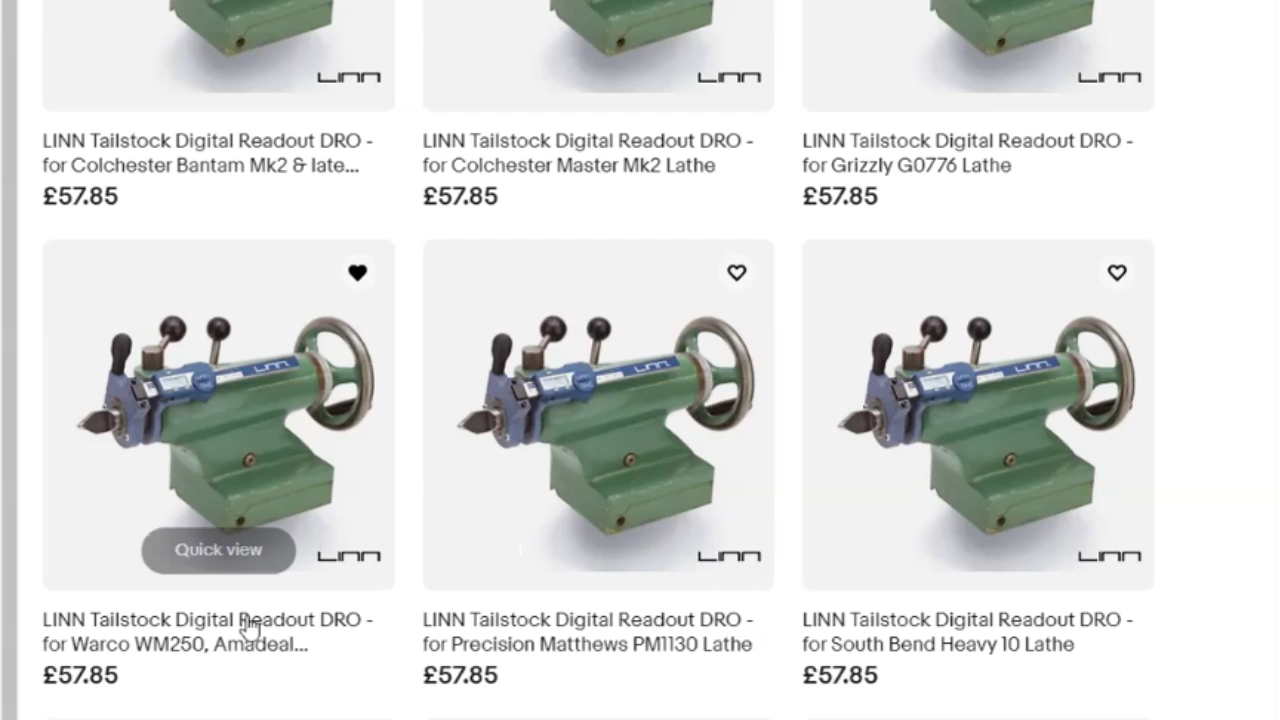 LINN
LINN
LINN
LINN Tailstock Digital Readout DRO -
for Colchester Bantam Mk2 & late...
£57.85
LINN Tailstock Digital Readout DRO -
for Colchester Master Mk2 Lathe
£57.85
LINN Tailstock Digital Readout DRO -
for Grizzly G0776 Lathe
£57.85
LINN
Quick view
LINN
LINN
LINN
LINN
LINN
LINN Tailstock Digital Readout DRO -
for Warco WM250, Amadeal...
£57.85
LINN Tailstock Digital Readout DRO -
for Precision Matthews PM1130 Lathe
£57.85
LINN Tailstock Digital Readout DRO -
for South Bend Heavy 10 Lathe
£57.85